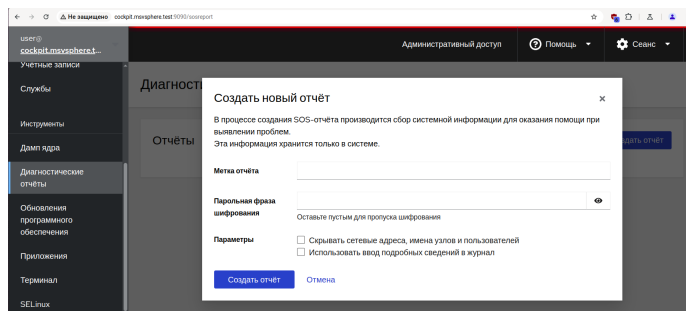 Не защищено cockpit.msvsphere.test:9090/sosreport
user@
cockpit.msvsphere.t...
Административный доступ
Помощь
Сеанс
Учётные записи
Службы
Инструменты
Дамп ядра
Диагностические
отчёты
Обновления
программного
обеспечения
Приложения
Терминал
SELinux
Диагност
Отчёты
здать отчёт
Создать новый отчёт
В процессе создания SOS-отчёта производится сбор системной информации для оказания помощи при
выявлении проблем.
Эта информация хранится только в системе.
Метка отчёта
Парольная фраза
шифрования
Оставьте пустым для пропуска шифрования
Параметры
Скрывать сетевые адреса, имена узлов и пользователей
Использовать ввод подробных сведений в журнал
Создать отчёт
Отмена